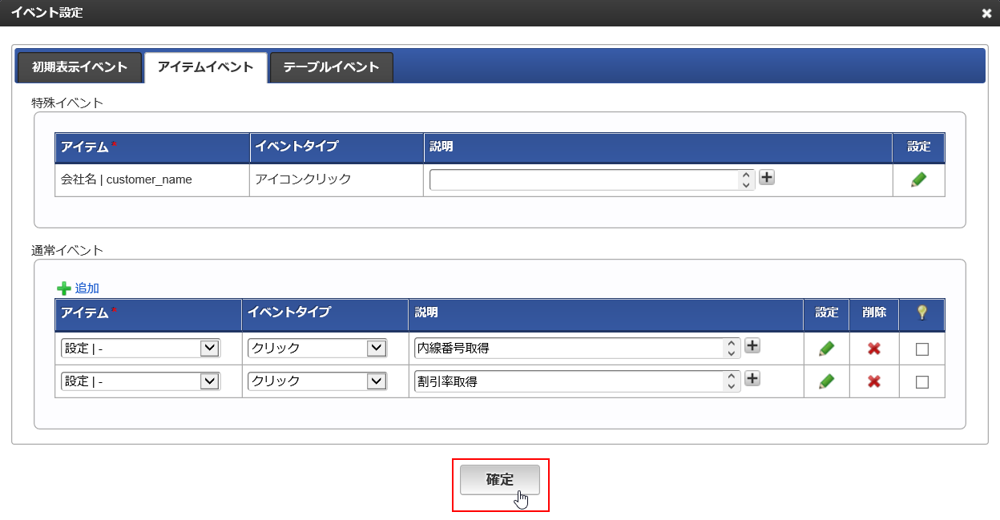 イベント設定
初期表示イベント アイテムイベント テーブルイベント
特殊イベント
アイテム* イベントタイプ 説明 設定
会社名 | customer_name アイコンクリック
通常イベント
追加
アイテム* イベントタイプ 説明 設定 削除
設定 | - クリック 内線番号取得
設定 | - クリック 割引率取得
確定